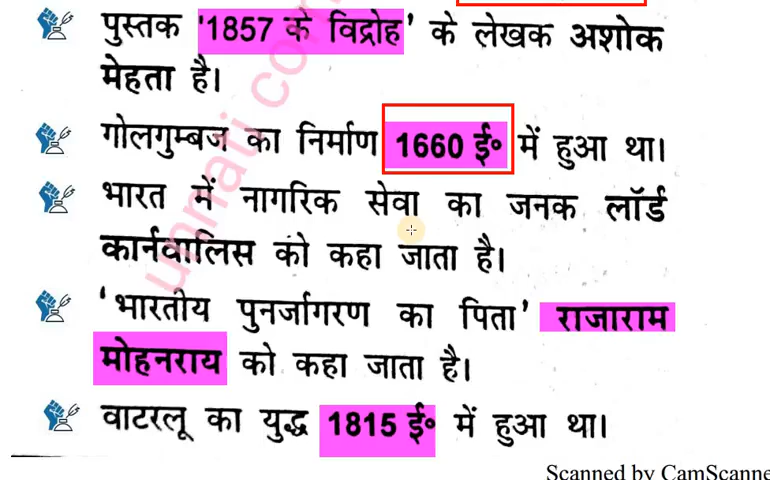 पुस्तक '1857 के विद्रोह' के लेखक अशोक
मेहता है।
गोलगुम्बज का निर्माण 1660 ई॰ में हुआ था।
भारत में नागरिक सेवा का जनक लॉर्ड
कार्नवालिस को कहा जाता है।
'भारतीय पुनर्जागरण का पिता' राजाराम
मोहनराय को कहा जाता है।
वाटरलू का युद्ध 1815 ई॰ में हुआ था।
Scanned by CamScanne